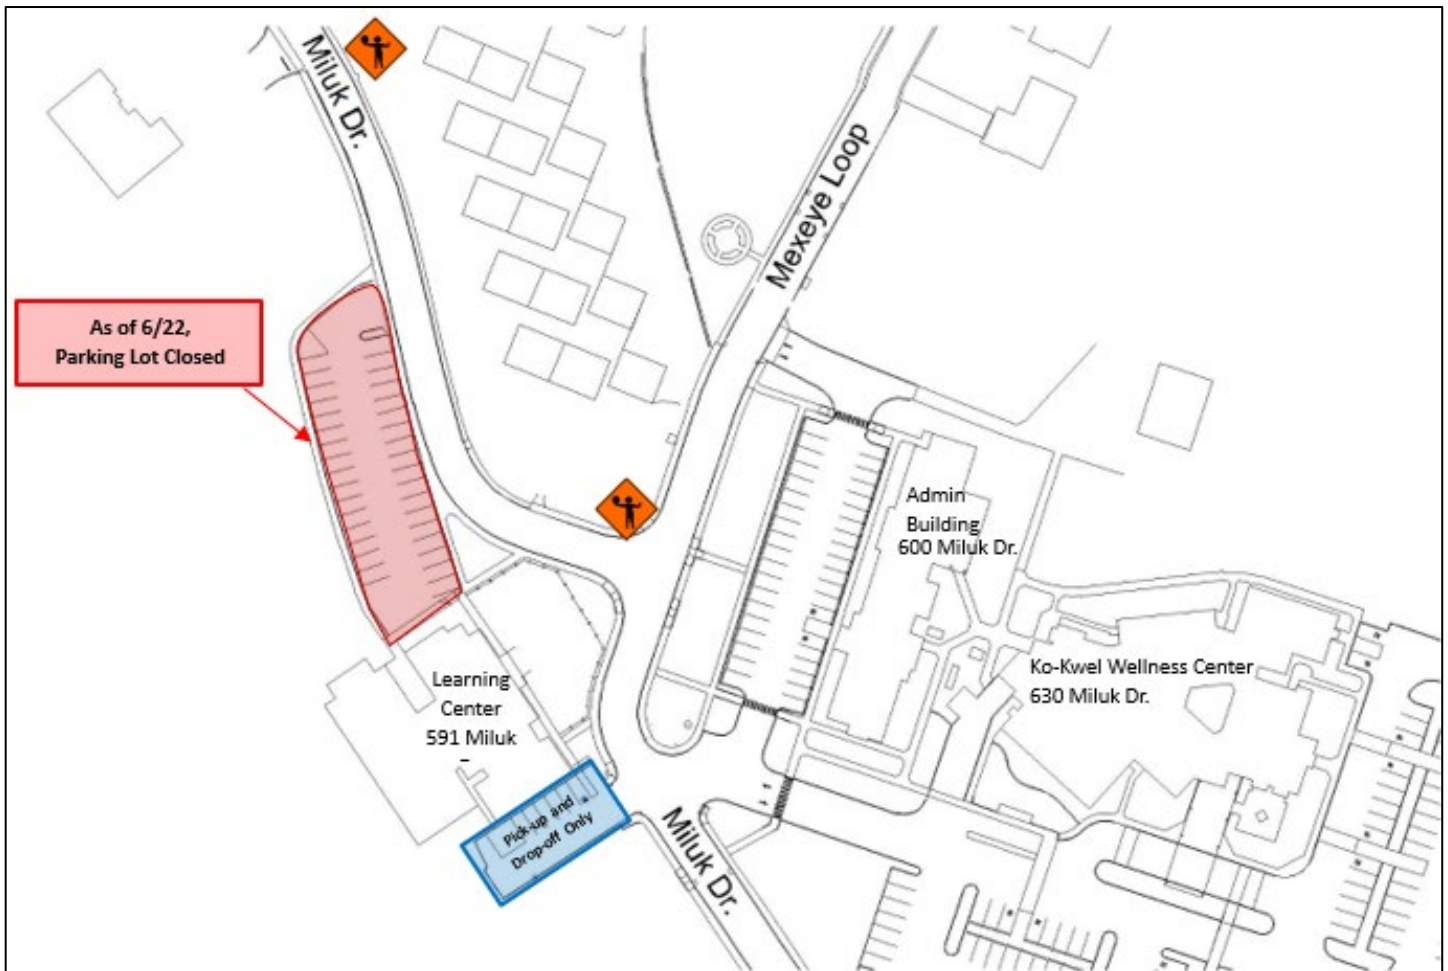 Miluk Dr.
Mexeye Loop
As of 6/22,
Parking Lot Closed
Admin
Building
600 Miluk Dr.
Ko-Kwel Wellness Center
630 Miluk Dr.
Learning
Center
591 Miluk
–
Pick-up and
Drop-off Only
Miluk Dr.